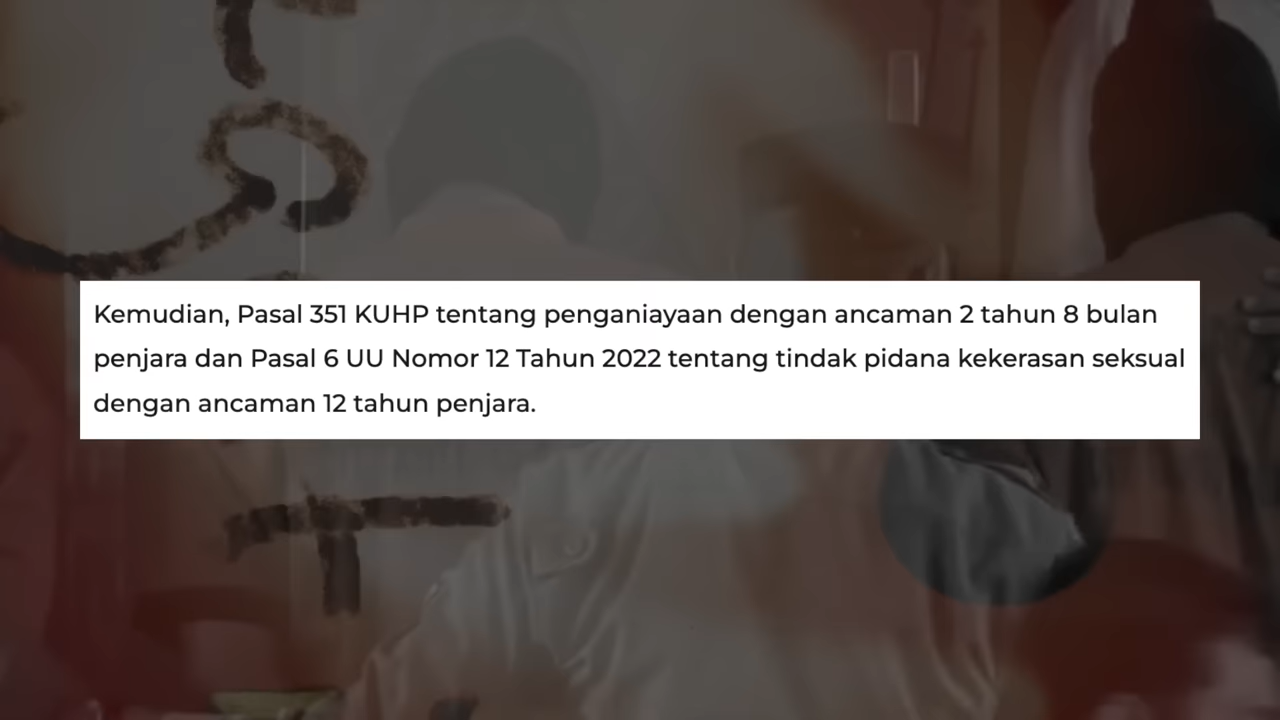 Kemudian, Pasal 351 KUHP tentang penganiayaan dengan ancaman 2 tahun 8 bulan
penjara dan Pasal 6 UU Nomor 12 Tahun 2022 tentang tindak pidana kekerasan seksual
dengan ancaman 12 tahun penjara.